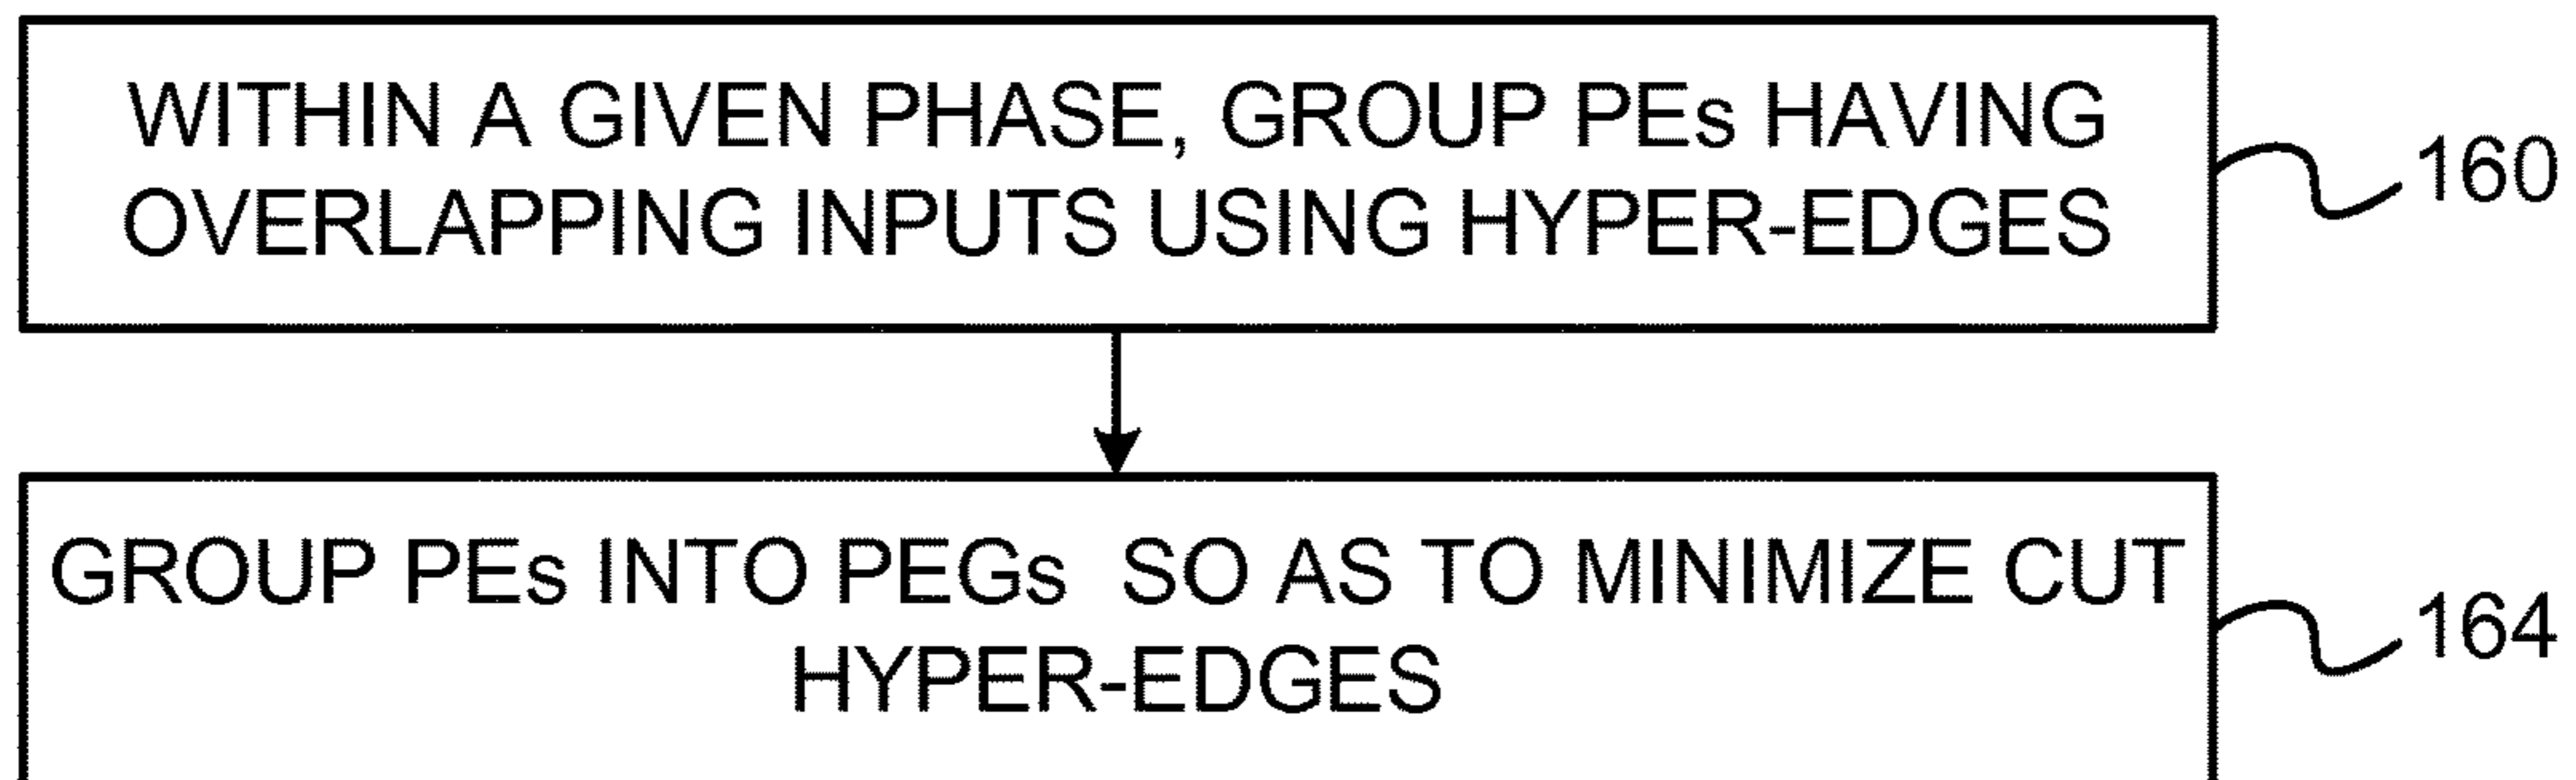 WITHIN A GIVEN PHASE, GROUP PEs HAVING
OVERLAPPING INPUTS USING HYPER-EDGES
160
GROUP PEs INTO PEGs SO AS TO MINIMIZE CUT
HYPER-EDGES
164